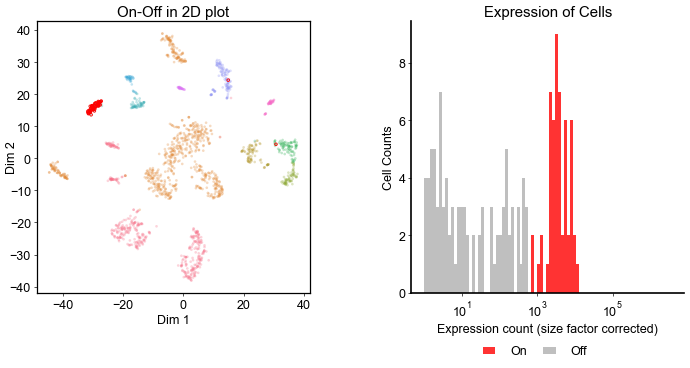 On-Off in 2D plot
Expression of Cells
Dim 2
40
30
20
10
0
−10
−20
−30
−40
−40
−20
0
20
40
Dim 1
Cell Counts
8
6
4
2
0
10^1
10^3
10^5
Expression count (size factor corrected)
On
Off